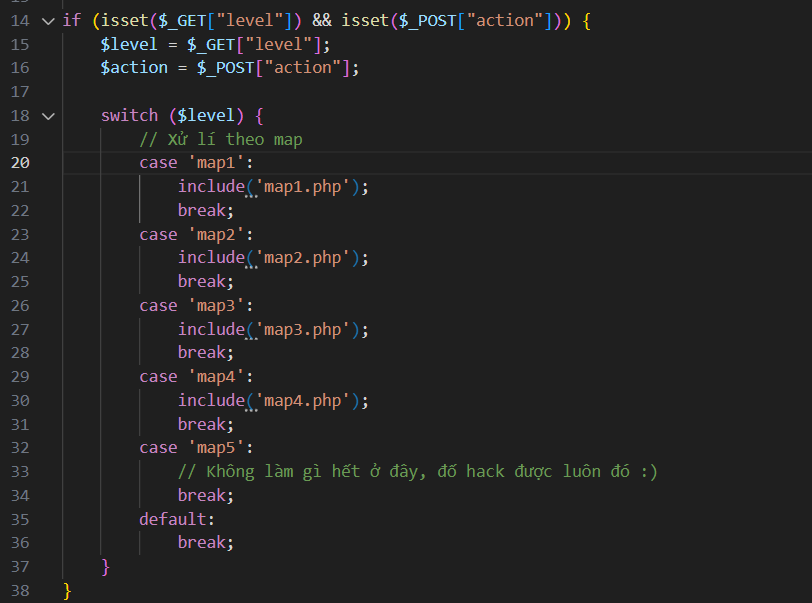 14 if (isset($_GET["level"]) && isset($_POST["action"])) {
15 $level = $_GET["level"];
16 $action = $_POST["action"];
17
18 switch ($level) {
19 // Xử lí theo map
20 case 'map1':
21 include('map1.php');
22 break;
23 case 'map2':
24 include('map2.php');
25 break;
26 case 'map3':
27 include('map3.php');
28 break;
29 case 'map4':
30 include('map4.php');
31 break;
32 case 'map5':
33 // Không làm gì hết ở đây, đố hack được luôn đó :)
34 break;
35 default:
36 break;
37 }
38 }